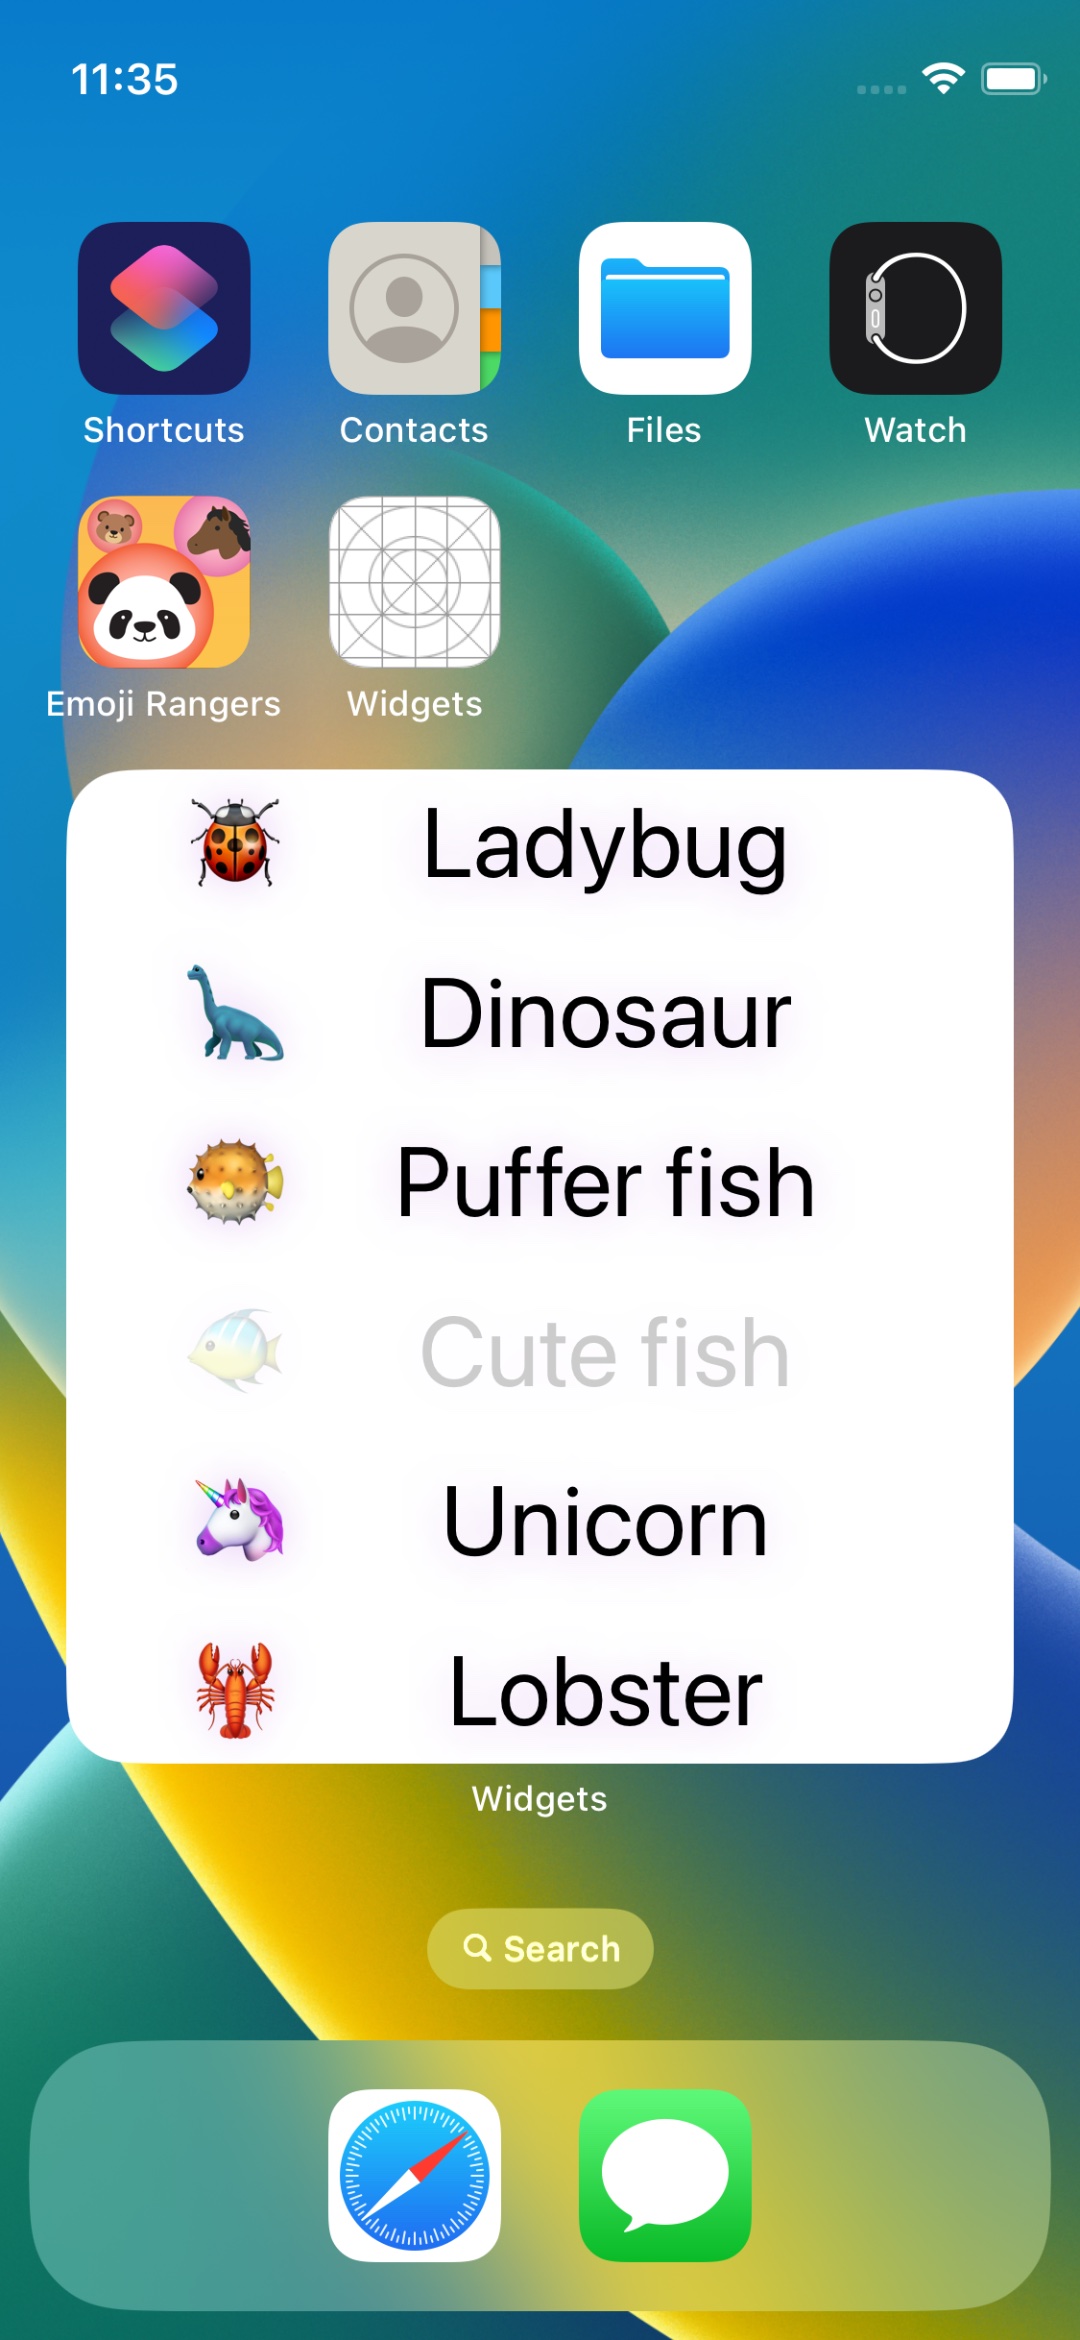 11:35
Shortcuts Contacts Files Watch
Emoji Rangers Widgets
Ladybug
Dinosaur
Puffer fish
Cute fish
Unicorn
Lobster
Widgets
Search